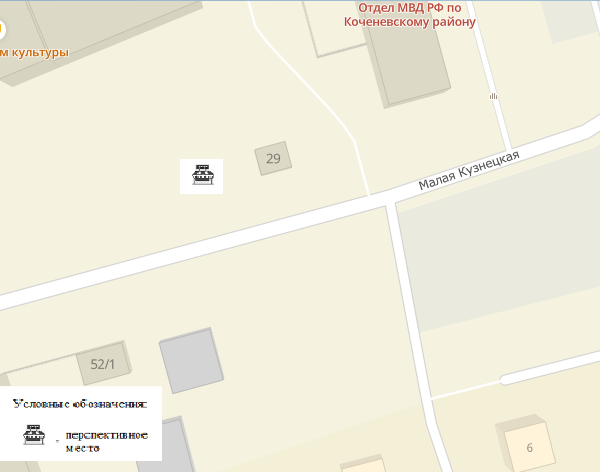 Отдел МВД РФ по
Коченевскому району
м культуры
29
Малая Кузнецкая
52/1
Условные обозначения:
- перспективное
место
6